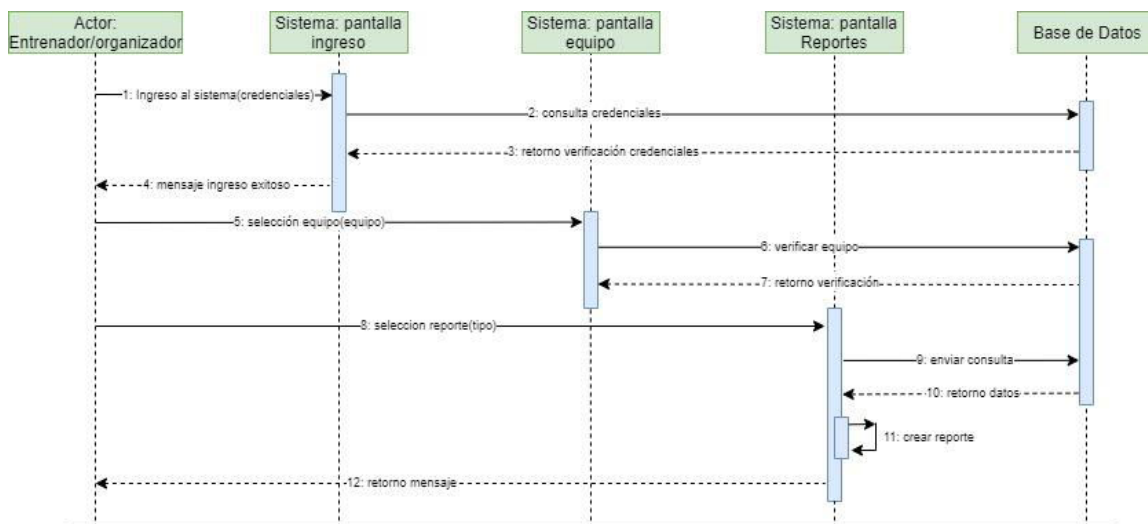 Actor:
Entrenador/organizador
Sistema: pantalla
ingreso
Sistema: pantalla
equipo
Sistema: pantalla
Reportes
Base de Datos
1: Ingreso al sistema(credenciales)
2: consulta credenciales
3: retorno verificación credenciales
4: mensaje ingreso exitoso
5: selección equipo(equipo)
6: verificar equipo
7: retorno verificación
8: seleccion reporte(tipo)
9: enviar consulta
10: retorno datos
11: crear reporte
12: retorno mensaje